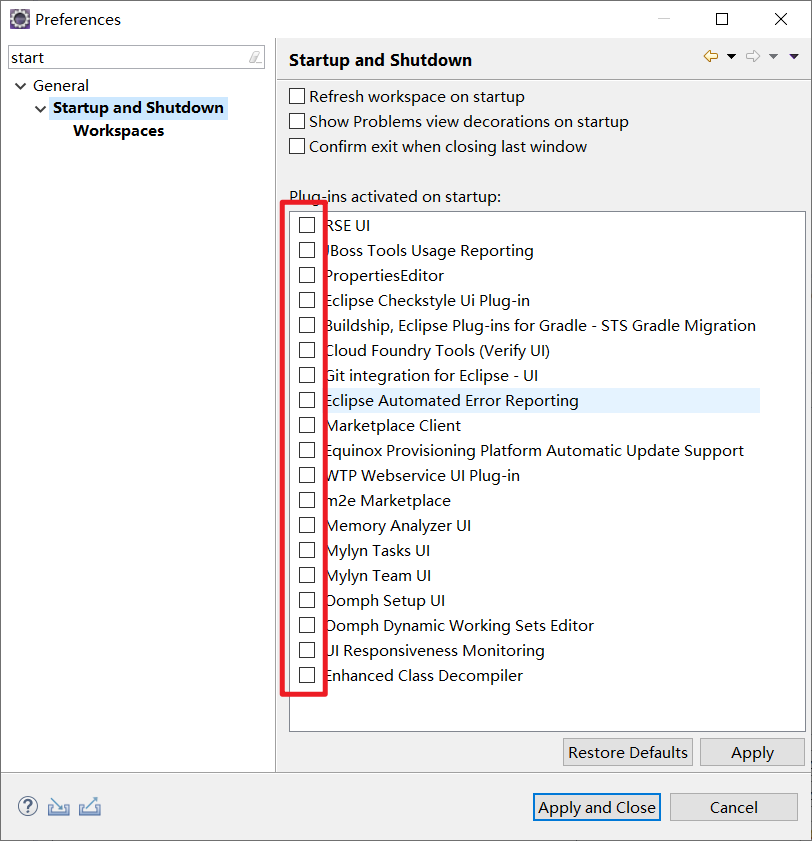 Preferences
start
General
Startup and Shutdown
Workspaces
Startup and Shutdown
Refresh workspace on startup
Show Problems view decorations on startup
Confirm exit when closing last window
Plug-ins activated on startup:
RSE UI
JBoss Tools Usage Reporting
PropertiesEditor
Eclipse Checkstyle Ui Plug-in
Buildship, Eclipse Plug-ins for Gradle - STS Gradle Migration
Cloud Foundry Tools (Verify UI)
Git integration for Eclipse - UI
Eclipse Automated Error Reporting
Marketplace Client
Equinox Provisioning Platform Automatic Update Support
WTP Webservice UI Plug-in
m2e Marketplace
Memory Analyzer UI
Mylyn Tasks UI
Mylyn Team UI
Oomph Setup UI
Oomph Dynamic Working Sets Editor
UI Responsiveness Monitoring
Enhanced Class Decompiler
Restore Defaults
Apply
?
Apply and Close
Cancel